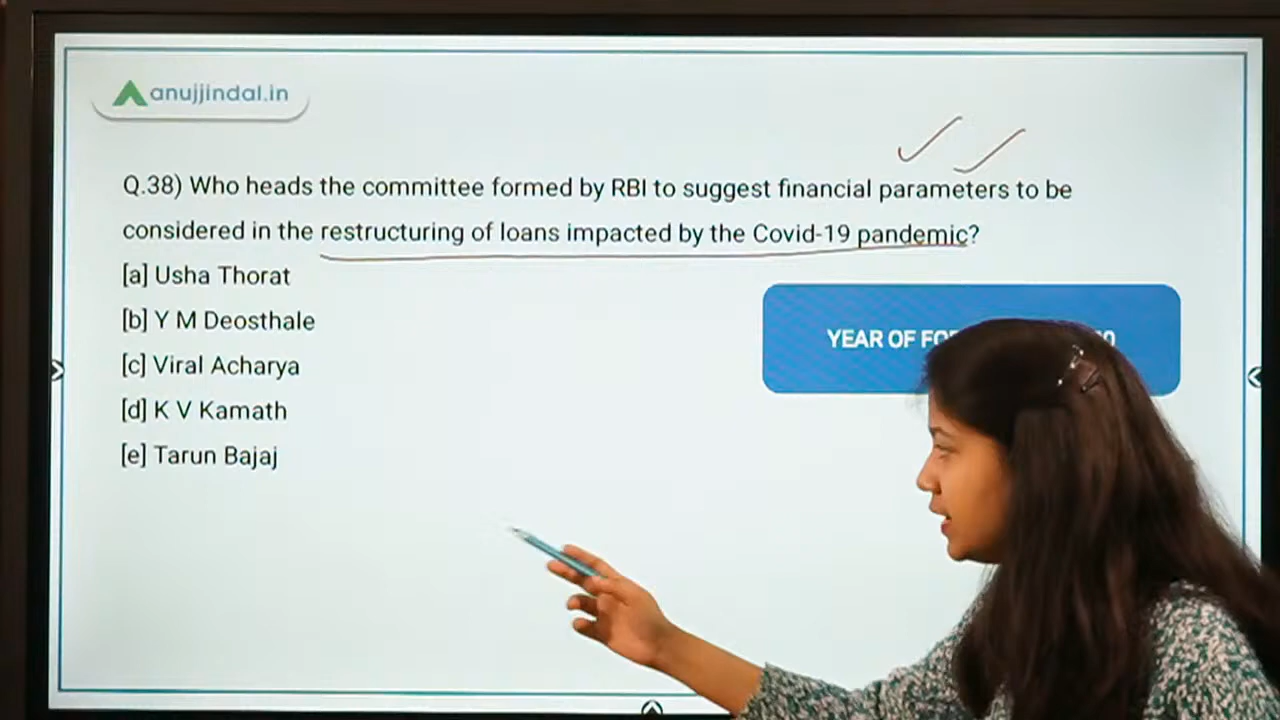 anujjindal.in
Q.38) Who heads the committee formed by RBI to suggest financial parameters to be
considered in the restructuring of loans impacted by the Covid-19 pandemic?
[a] Usha Thorat
[b] Y M Deosthale
[c] Viral Acharya
[d] K V Kamath
[e] Tarun Bajaj
YEAR OF